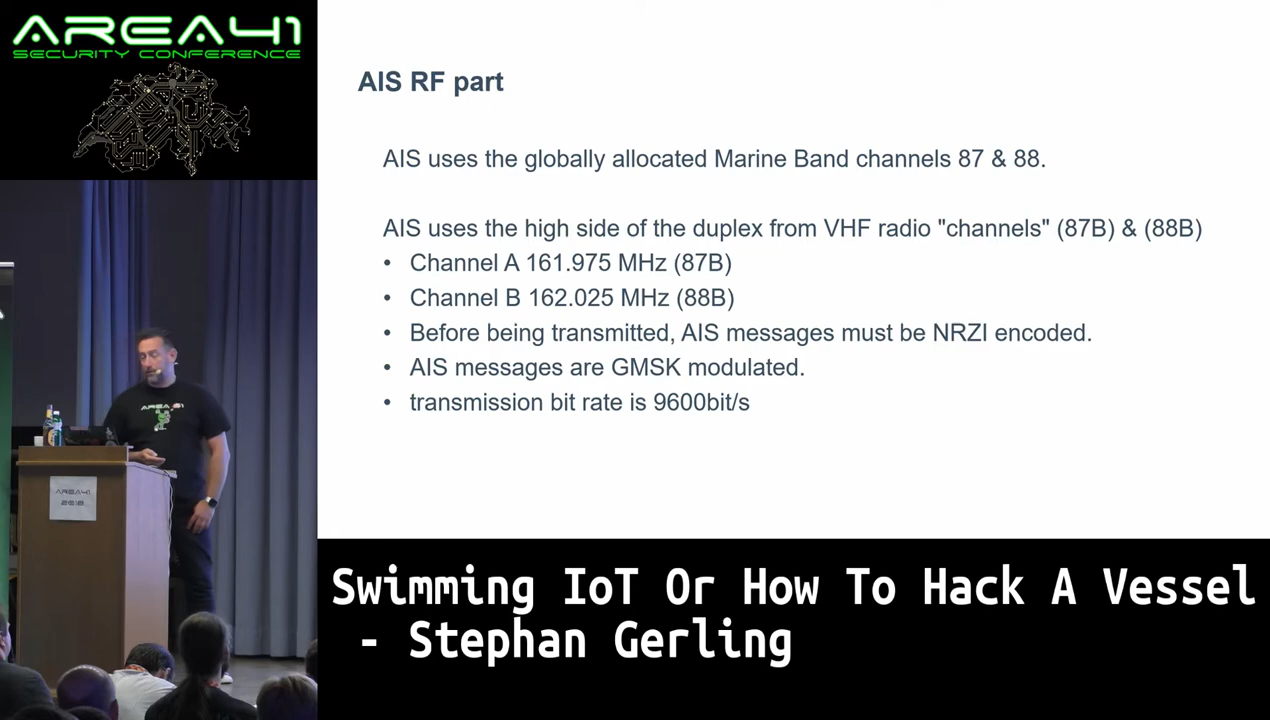 AREA41
SECURITY CONFERENCE
AIS RF part
AIS uses the globally allocated Marine Band channels 87 & 88.
AIS uses the high side of the duplex from VHF radio "channels" (87B) & (88B)
• Channel A 161.975 MHz (87B)
• Channel B 162.025 MHz (88B)
• Before being transmitted, AIS messages must be NRZI encoded.
• AIS messages are GMSK modulated.
• transmission bit rate is 9600bit/s
AREA41
AREA41
2018
Swimming IoT Or How To Hack A Vessel
- Stephan Gerling